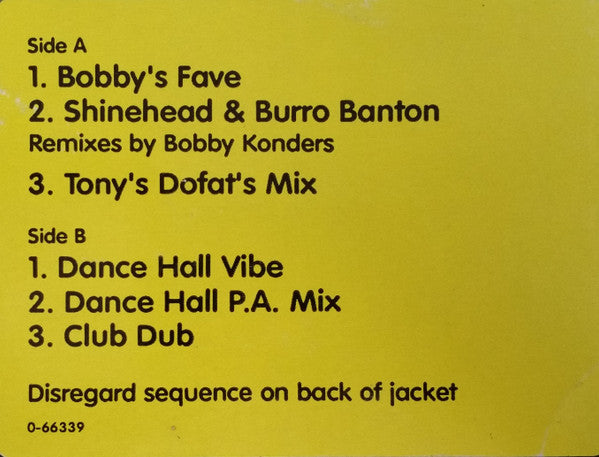 Side A
1. Bobby's Fave
2. Shinehead & Burro Banton
Remixes by Bobby Konders
3. Tony's Dofat's Mix
Side B
1. Dance Hall Vibe
2. Dance Hall P.A. Mix
3. Club Dub
Disregard sequence on back of jacket
0-66339